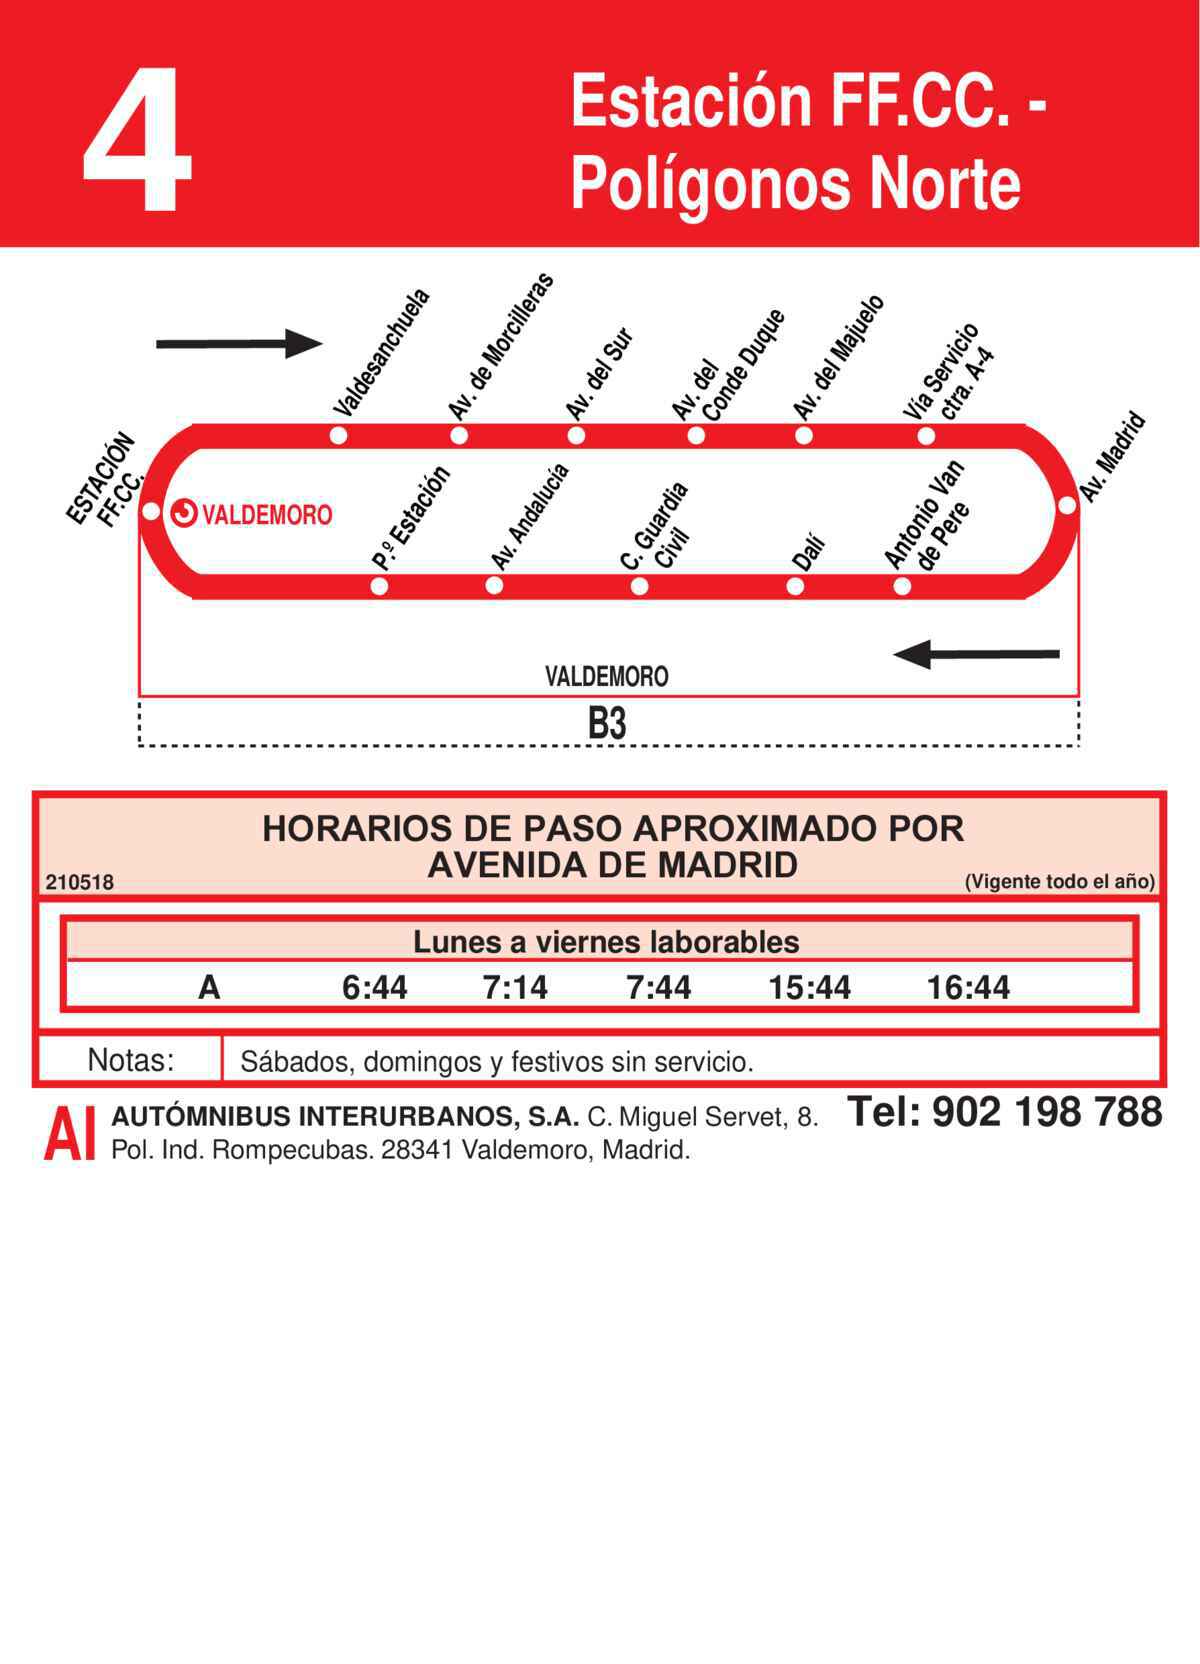 4
Estación FF.CC. -
Polígonos Norte
Valdesanchuela
Av. de Morcilleras
Av. del Sur
Av. del
Conde Duque
Av. del Majuelo
Vía Servicio
ctra. A-4
ESTACIÓN
FF.CC.
VALDEMORO
Av. Madrid
P.º Estación
Av. Andalucía
C. Guardia
Civil
Dalí
Antonio Van
de Pere
VALDEMORO
B3
HORARIOS DE PASO APROXIMADO POR
AVENIDA DE MADRID
210518
(Vigente todo el año)
Lunes a viernes laborables
A 6:44 7:14 7:44 15:44 16:44
Notas: Sábados, domingos y festivos sin servicio.
AI
AUTÓMNIBUS INTERURBANOS, S.A. C. Miguel Servet, 8.
Pol. Ind. Rompecubas. 28341 Valdemoro, Madrid.
Tel: 902 198 788